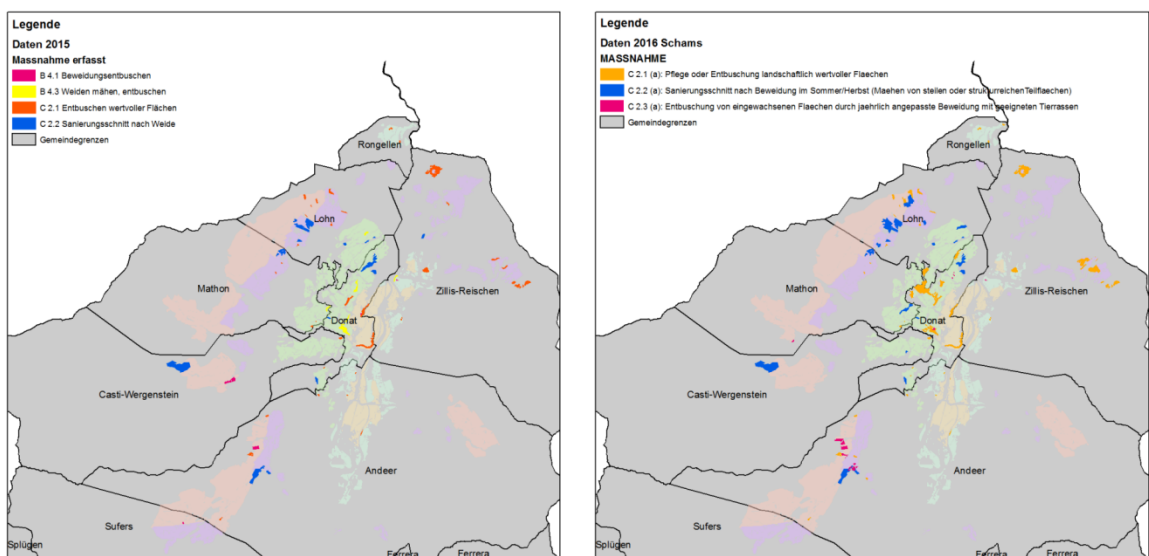 Legende
Daten 2015
Massnahme erfasst
B 4.1 Beweidungsentbuschen
B 4.3 Weiden mähen, entbuschen
C 2.1 Entbuschen wertvoller Flächen
C 2.2 Sanierungsschnitt nach Weide
Gemeindegrenzen
Rongellen
Lohn
Mathon
Zillis-Reischen
Donat
Casti-Wergenstein
Andeer
Sufers
Splügen
Ferrera
Ferrera
Legende
Daten 2016 Schams
MASSNAHME
C 2.1 (a): Pflege oder Entbuschung landschaftlich wertvoller Flaechen
C 2.2 (a): Sanierungsschnitt nach Beweidung im Sommer/Herbst (Maehen von steilen oder strukturreichenTeilflaechen)
C 2.3 (a): Entbuschung von eingewachsenen Flaechen durch jaehrlich angepasste Beweidung mit geeigneten Tierrassen
Gemeindegrenzen
Rongellen
Lohn
Mathon
Zillis-Reischen
Donat
Casti-Wergenstein
Andeer
Sufers
Splügen
Ferrera
Ferrera